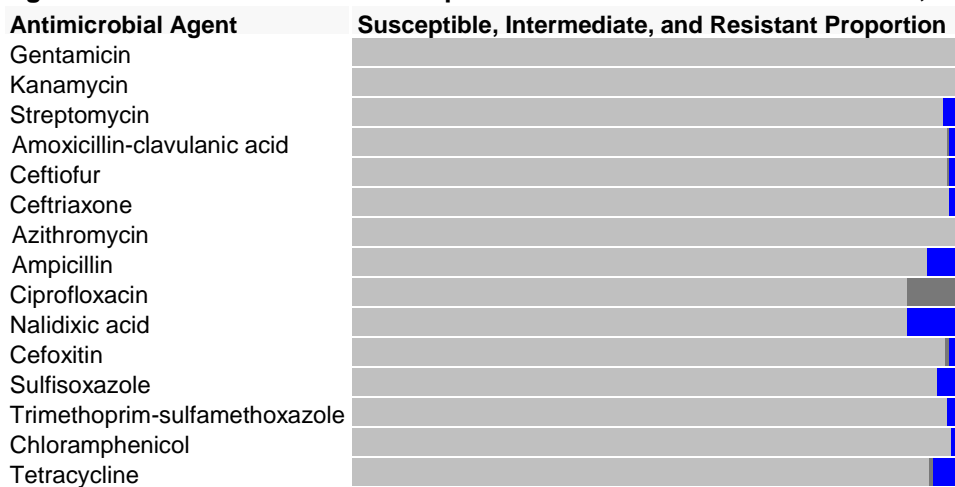 Antimicrobial Agent Susceptible, Intermediate, and Resistant Proportion
Gentamicin
Kanamycin
Streptomycin
Amoxicillin-clavulanic acid
Ceftiofur
Ceftriaxone
Azithromycin
Ampicillin
Ciprofloxacin
Nalidixic acid
Cefoxitin
Sulfisoxazole
Trimethoprim-sulfamethoxazole
Chloramphenicol
Tetracycline